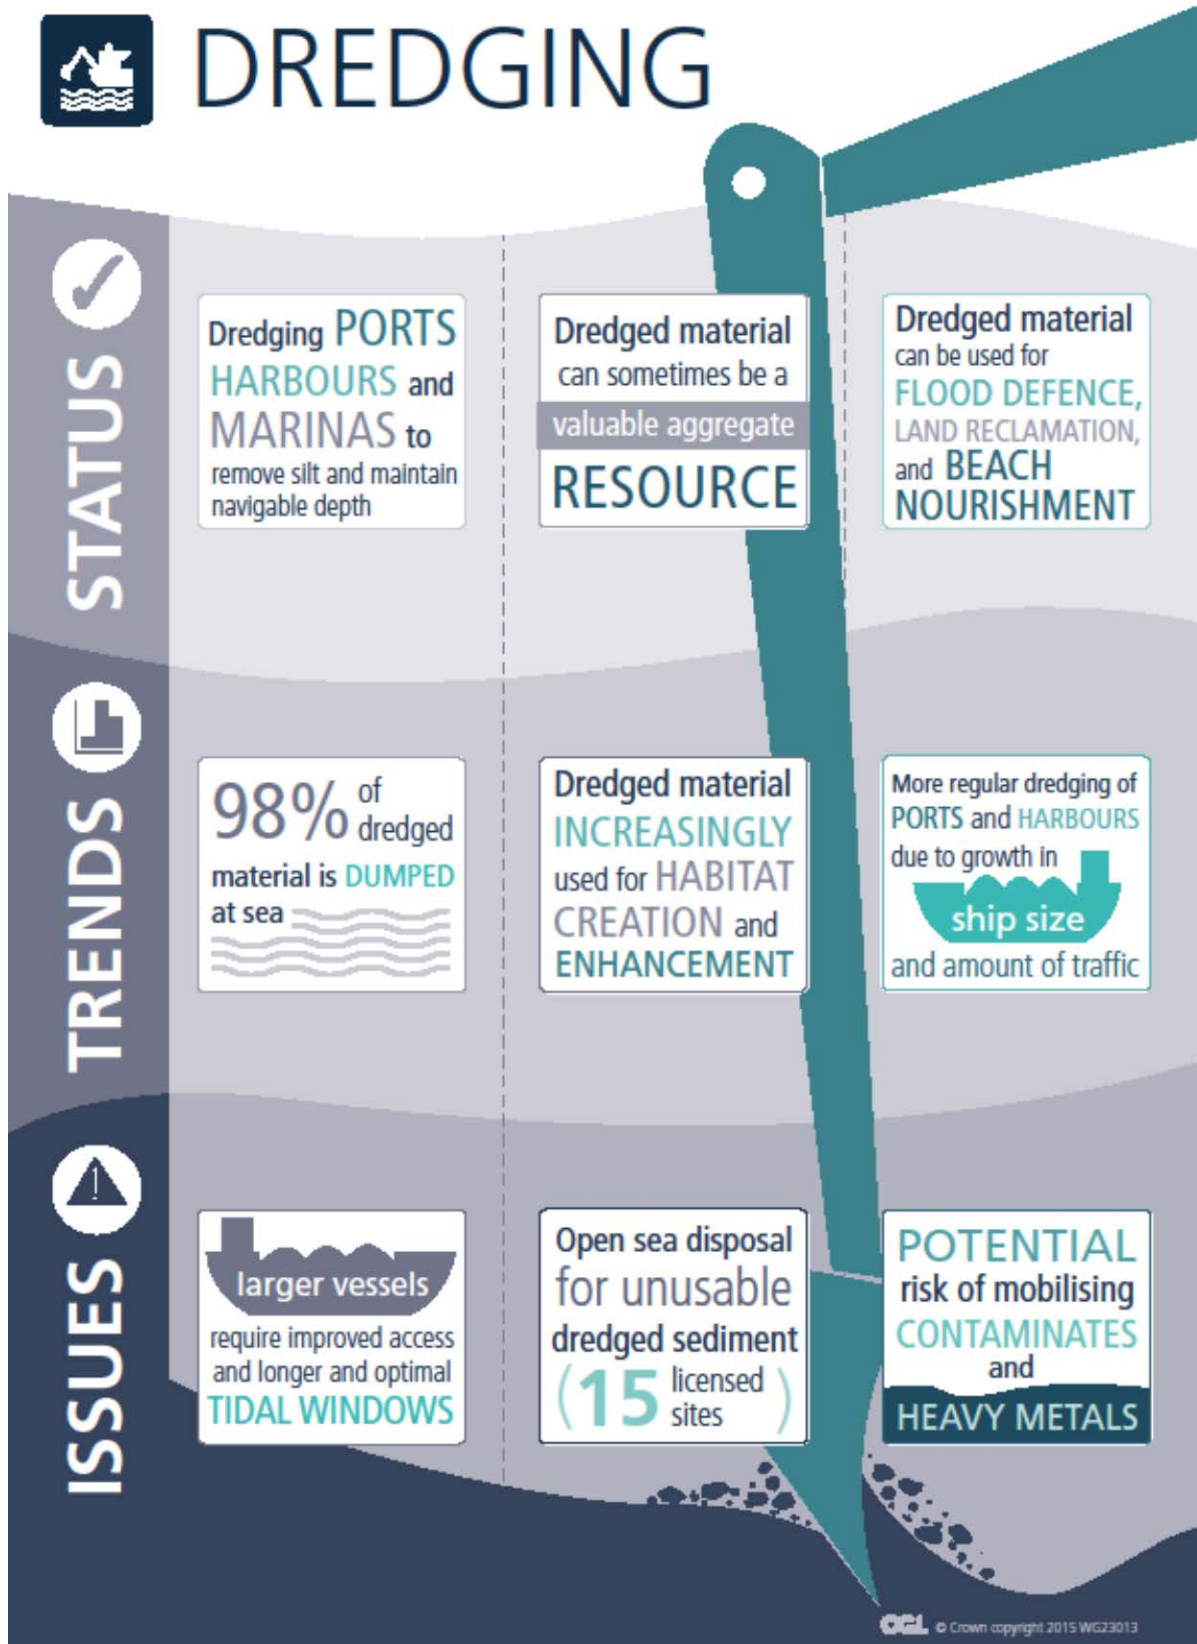 DREDGING
STATUS
Dredging PORTS
HARBOURS and
MARINAS to
remove silt and maintain
navigable depth
Dredged material
can sometimes be a
valuable aggregate
RESOURCE
Dredged material
can be used for
FLOOD DEFENCE,
LAND RECLAMATION,
and BEACH
NOURISHMENT
TRENDS
98% of
dredged
material is DUMPED
at sea
Dredged material
INCREASINGLY
used for HABITAT
CREATION and
ENHANCEMENT
More regular dredging of
PORTS and HARBOURS
due to growth in
ship size
and amount of traffic
ISSUES
larger vessels
require improved access
and longer and optimal
TIDAL WINDOWS
Open sea disposal
for unusable
dredged sediment
(15 licensed
sites)
POTENTIAL
risk of mobilising
CONTAMINATES
and
HEAVY METALS
OGL © Crown copyright 2015 WG23013